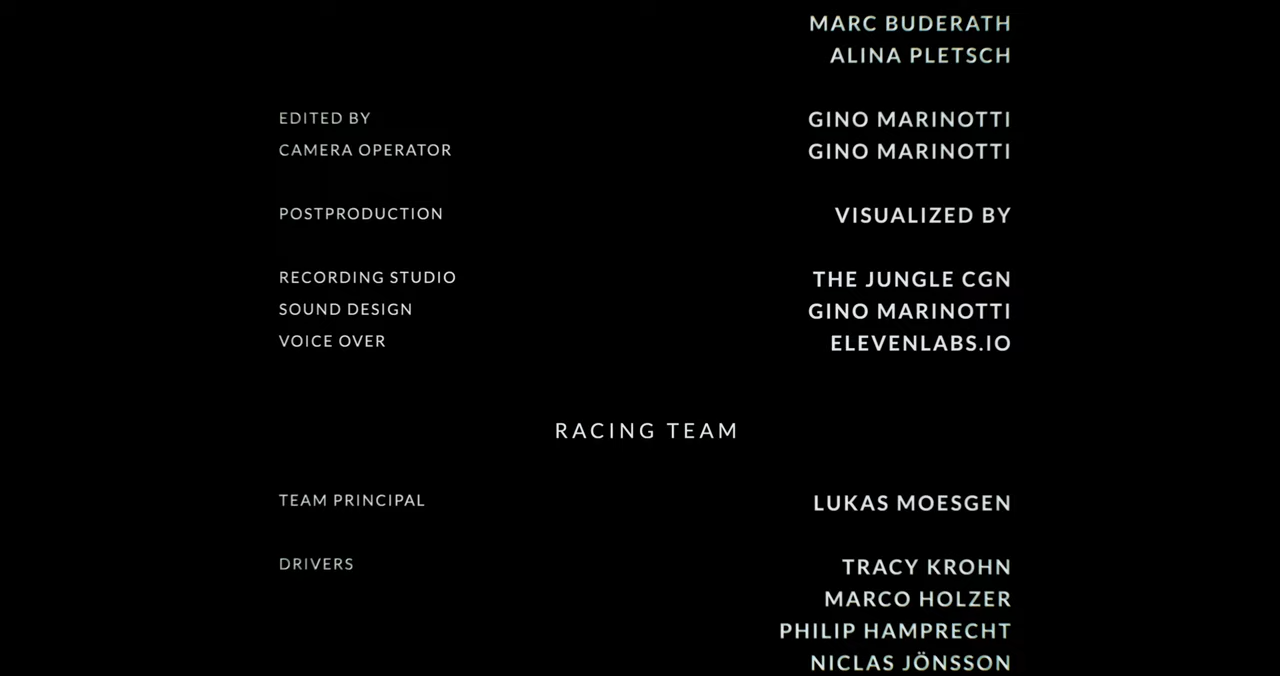 MARC BUDERATH
ALINA PLETSCH
EDITED BY GINO MARINOTTI
CAMERA OPERATOR GINO MARINOTTI
POSTPRODUCTION VISUALIZED BY
RECORDING STUDIO THE JUNGLE CGN
SOUND DESIGN GINO MARINOTTI
VOICE OVER ELEVENLABS.IO
RACING TEAM
TEAM PRINCIPAL LUKAS MOESGEN
DRIVERS TRACY KROHN
MARCO HOLZER
PHILIP HAMPRECHT
NICLAS JÖNSSON